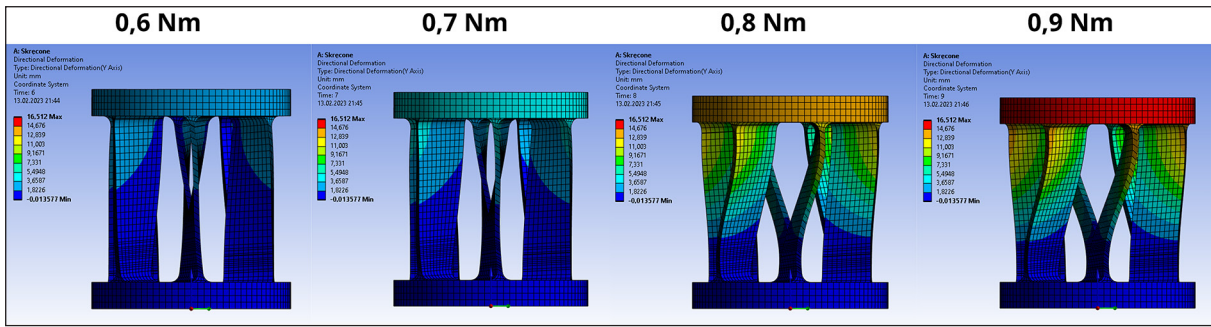 0,6 Nm
0,7 Nm
0,8 Nm
0,9 Nm
A: Skręcone
Directional Deformation
Type: Directional Deformation(Y Axis)
Unit: mm
Coordinate System
Time: 6
13.02.2023 21:44
16,512 Max
14,676
12,839
11,003
9,1671
7,331
5,4948
3,6587
1,8226
-0,013577 Min
A: Skręcone
Directional Deformation
Type: Directional Deformation(Y Axis)
Unit: mm
Coordinate System
Time: 7
13.02.2023 21:45
16,512 Max
14,676
12,839
11,003
9,1671
7,331
5,4948
3,6587
1,8226
-0,013577 Min
A: Skręcone
Directional Deformation
Type: Directional Deformation(Y Axis)
Unit: mm
Coordinate System
Time: 8
13.02.2023 21:45
16,512 Max
14,676
12,839
11,003
9,1671
7,331
5,4948
3,6587
1,8226
-0,013577 Min
A: Skręcone
Directional Deformation
Type: Directional Deformation(Y Axis)
Unit: mm
Coordinate System
Time: 9
13.02.2023 21:46
16,512 Max
14,676
12,839
11,003
9,1671
7,331
5,4948
3,6587
1,8226
-0,013577 Min